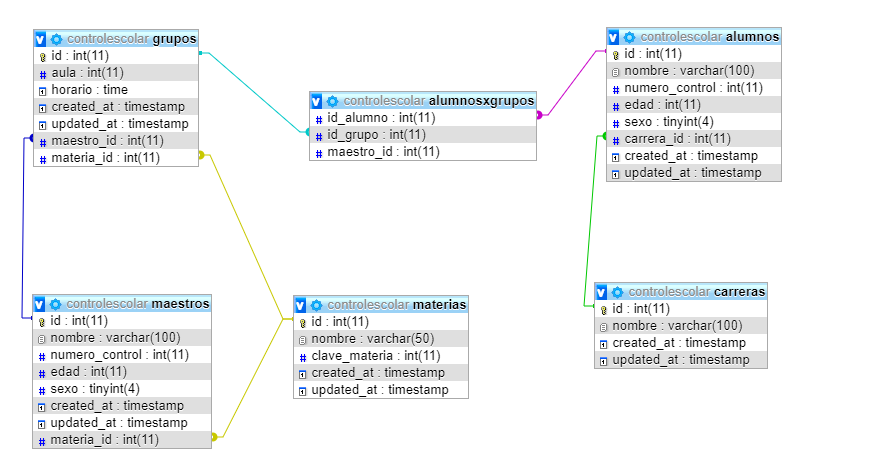 controlescolar grupos
id : int(11)
aula : int(11)
horario : time
created_at : timestamp
updated_at : timestamp
maestro_id : int(11)
materia_id : int(11)
controlescolar alumnosxgrupos
id_alumno : int(11)
id_grupo : int(11)
maestro_id : int(11)
controlescolar alumnos
id : int(11)
nombre : varchar(100)
numero_control : int(11)
edad : int(11)
sexo : tinyint(4)
carrera_id : int(11)
created_at : timestamp
updated_at : timestamp
controlescolar maestros
id : int(11)
nombre : varchar(100)
numero_control : int(11)
edad : int(11)
sexo : tinyint(4)
created_at : timestamp
updated_at : timestamp
materia_id : int(11)
controlescolar materias
id : int(11)
nombre : varchar(50)
clave_materia : int(11)
created_at : timestamp
updated_at : timestamp
controlescolar carreras
id : int(11)
nombre : varchar(100)
created_at : timestamp
updated_at : timestamp